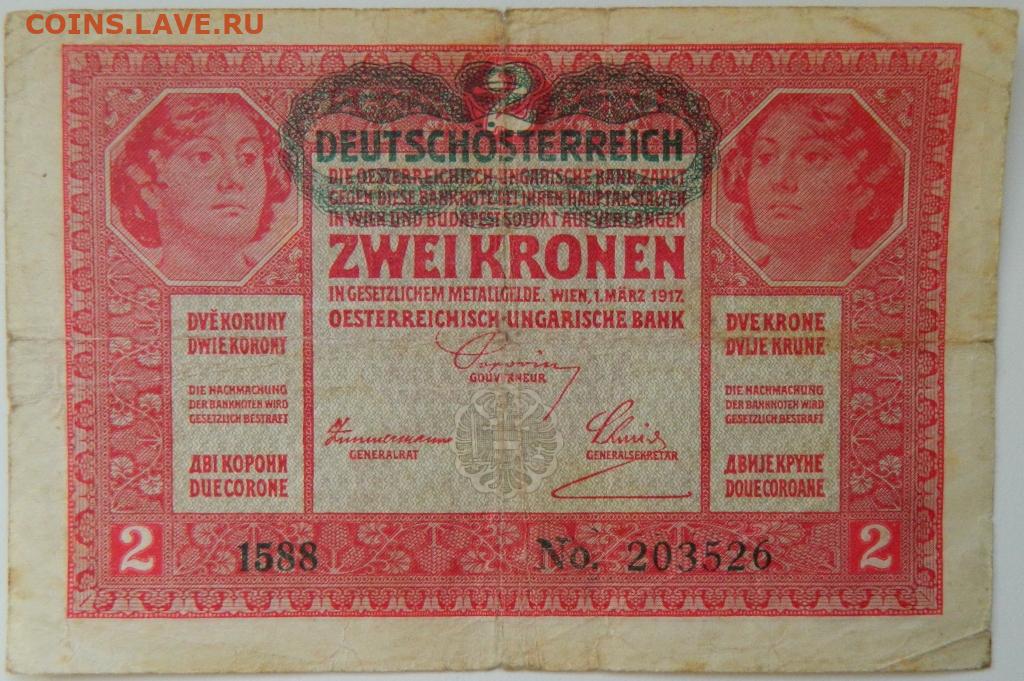 COINS.LAVE.RU
2
DEUTSCHÖSTERREICH
DIE OESTERREICHISCH-UNGARISCHE BANK ZAHLT
GEGEN DIESE BANKNOTE BEI IHREN HAUPTANSTALTEN
IN WIEN UND BUDAPEST SOFORT AUF VERLANGEN
ZWEI KRONEN
IN GESETZLICHEM METALLGELDE. WIEN, 1. MÄRZ 1917.
OESTERREICHISCH-UNGARISCHE BANK
DVĚ KORUNY
DWIE KORONY
DIE NACHMACHUNG
DER BANKNOTEN WIRD
GESETZLICH BESTRAFT
ДВІ КОРОНИ
DUE CORONE
GOUVERNEUR
Zimmermann
GENERALRAT
Schmid
GENERALSEKRETÄR
DVE KRONE
DVIJE KRUNE
DIE NACHMACHUNG
DER BANKNOTEN WIRD
GESETZLICH BESTRAFT
ДВИЈЕ КРУНЕ
DOUE COROANE
2
1588
No. 203526
2